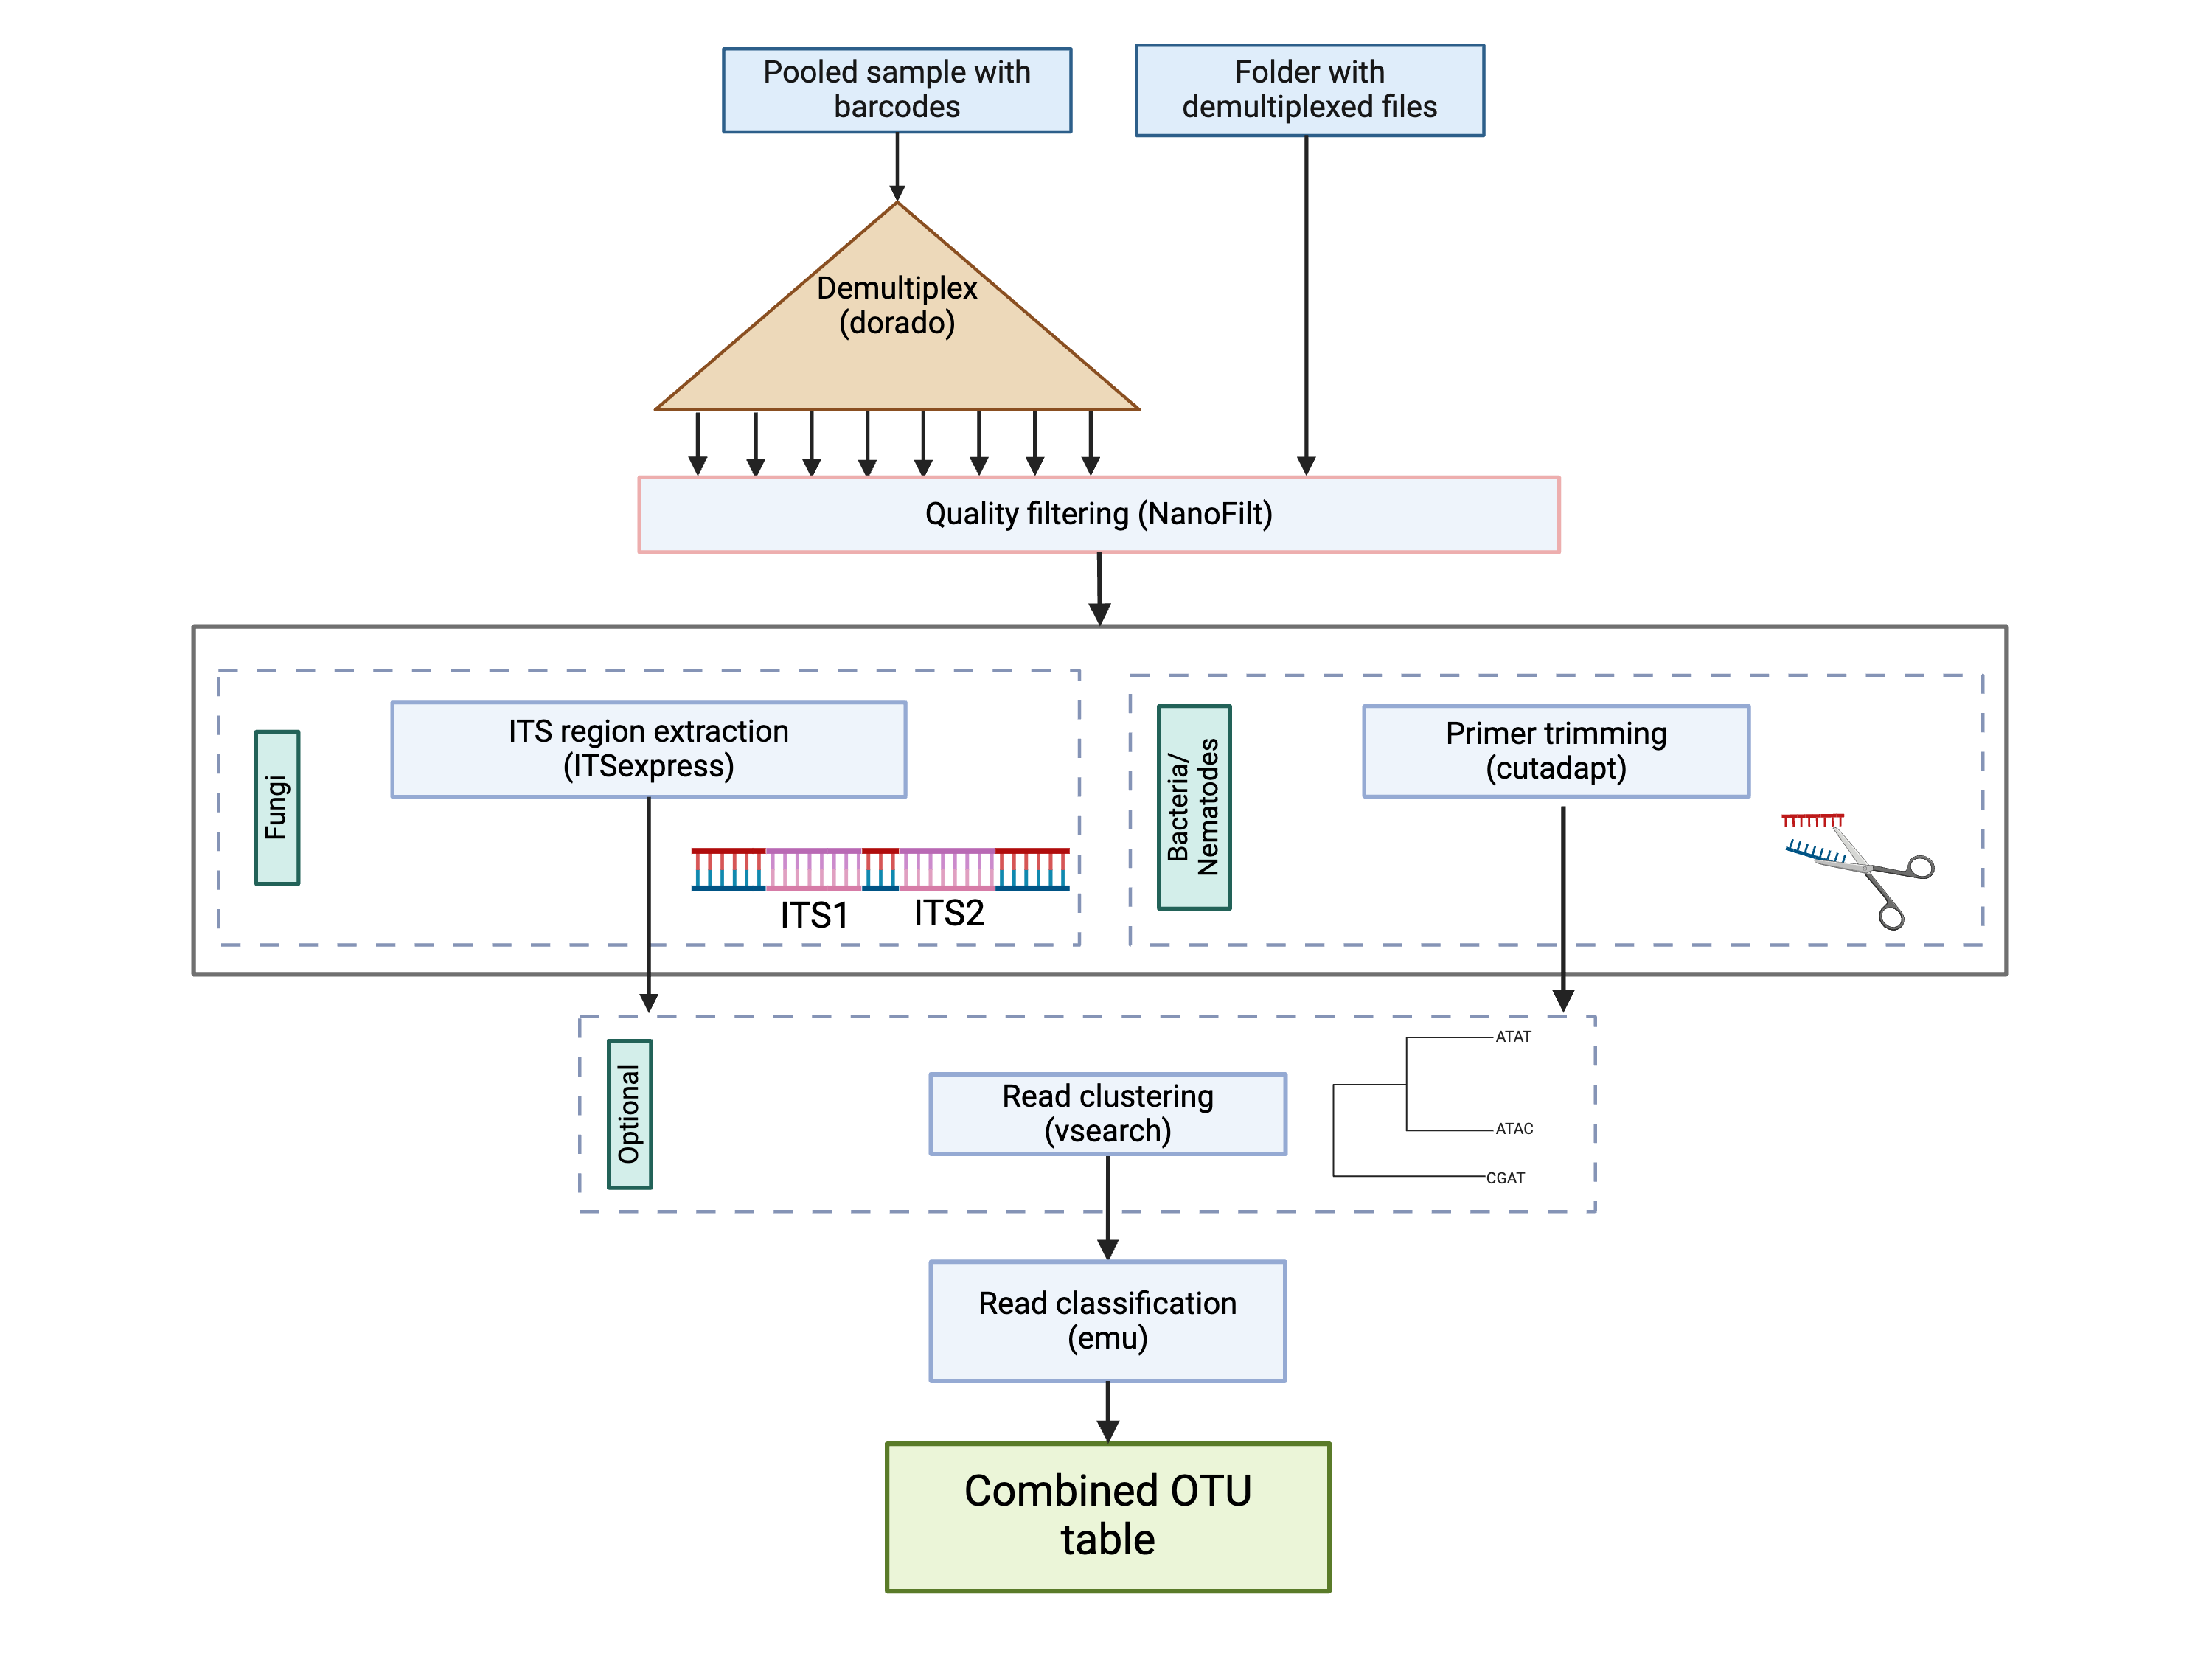 Pooled sample with
barcodes
Folder with
demultiplexed files
Demultiplex
(dorado)
Quality filtering (NanoFilt)
Fungi
ITS region extraction
(ITSexpress)
ITS1
ITS2
Bacteria/
Nematodes
Primer trimming
(cutadapt)
Optional
Read clustering
(vsearch)
ATAT
ATAC
CGAT
Read classification
(emu)
Combined OTU
table